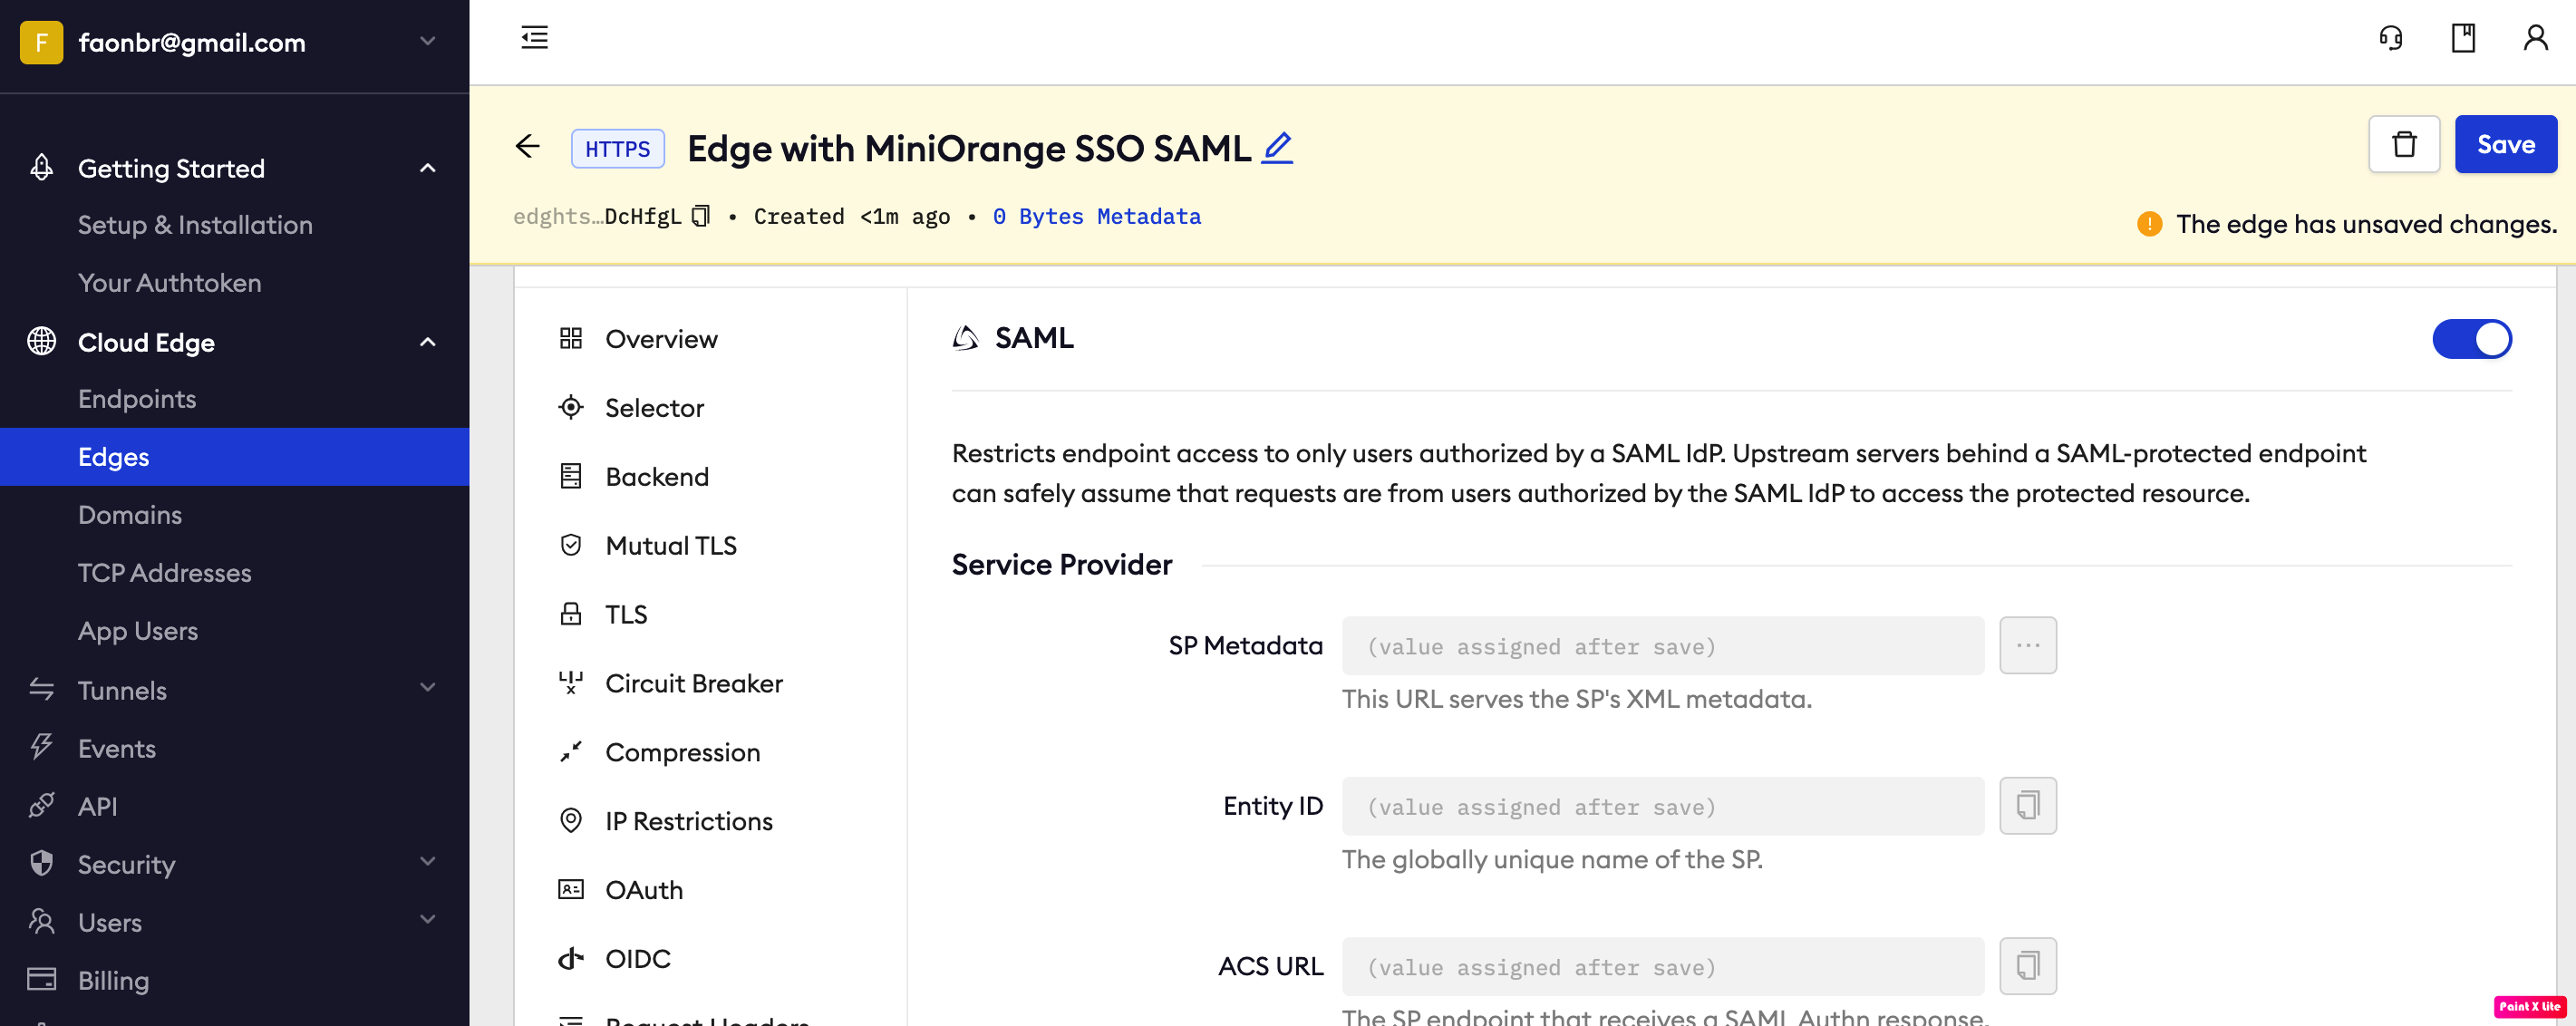 F faonbr@gmail.com
Getting Started
Setup & Installation
Your Authtoken
Cloud Edge
Endpoints
Edges
Domains
TCP Addresses
App Users
Tunnels
Events
API
Security
Users
Billing
HTTPS Edge with MiniOrange SSO SAML
Save
edghts…DcHfgL • Created <1m ago • 0 Bytes Metadata
The edge has unsaved changes.
Overview
Selector
Backend
Mutual TLS
TLS
Circuit Breaker
Compression
IP Restrictions
OAuth
OIDC
Request Headers
SAML
Restricts endpoint access to only users authorized by a SAML IdP. Upstream servers behind a SAML-protected endpoint
can safely assume that requests are from users authorized by the SAML IdP to access the protected resource.
Service Provider
SP Metadata (value assigned after save) ...
This URL serves the SP's XML metadata.
Entity ID (value assigned after save)
The globally unique name of the SP.
ACS URL (value assigned after save)
The SP endpoint that receives a SAML Authn response.
Paint X Lite